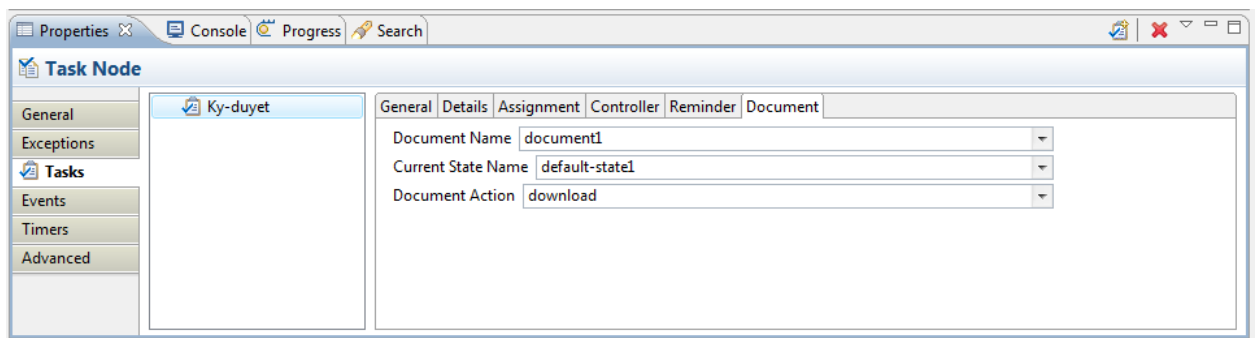 Properties Console Progress Search
Task Node
General
Exceptions
Tasks
Events
Timers
Advanced
Ky-duyet
General Details Assignment Controller Reminder Document
Document Name document1
Current State Name default-state1
Document Action download